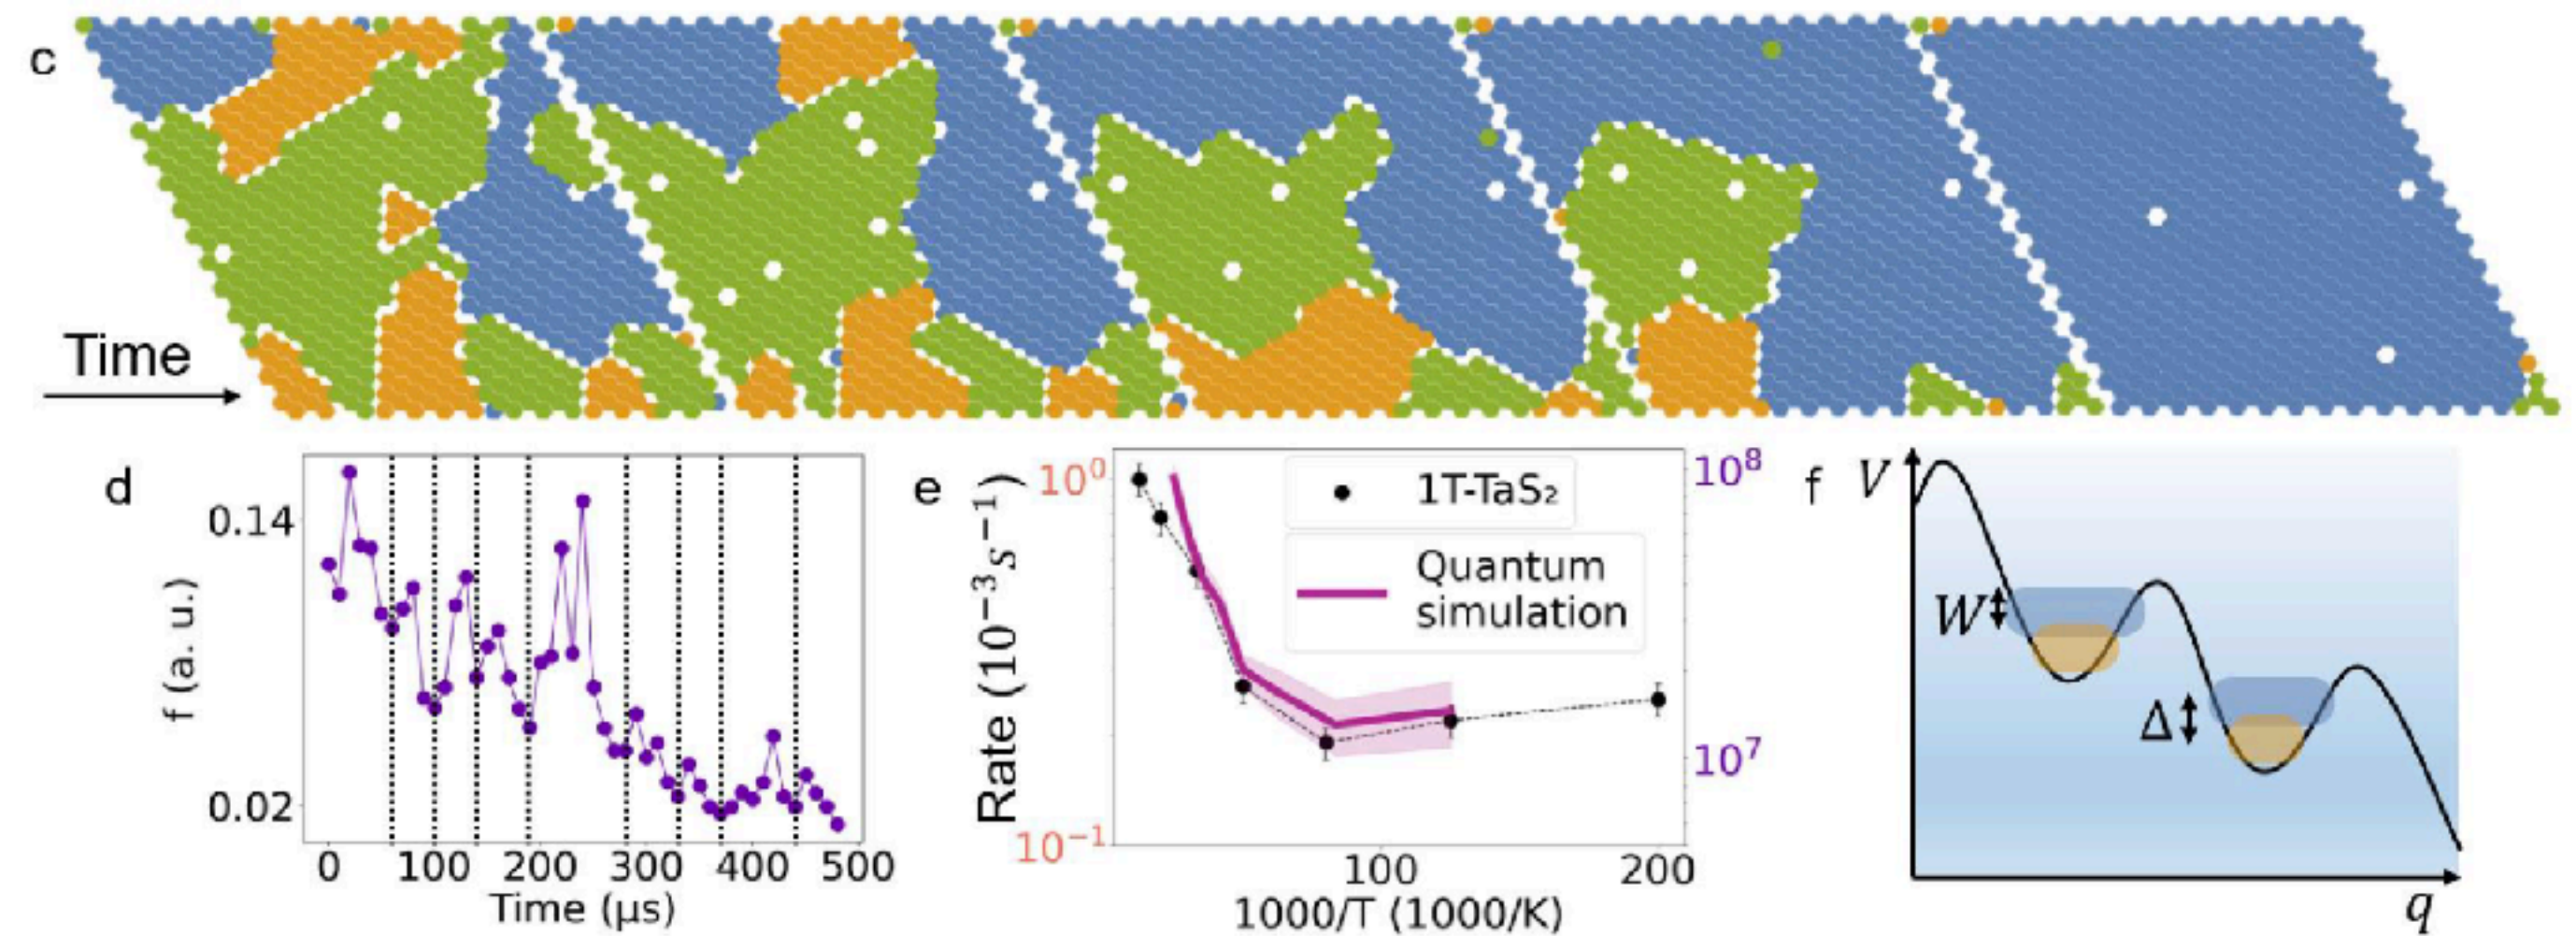 c
Time
d
f (a. u.)
0.14
0.02
0 100 200 300 400 500
Time (μs)
e
Rate (10⁻³s⁻¹)
10⁰
10⁻¹
1T-TaS₂
Quantum
simulation
10⁸
10⁷
100 200
1000/T (1000/K)
f
V
W
Δ
q